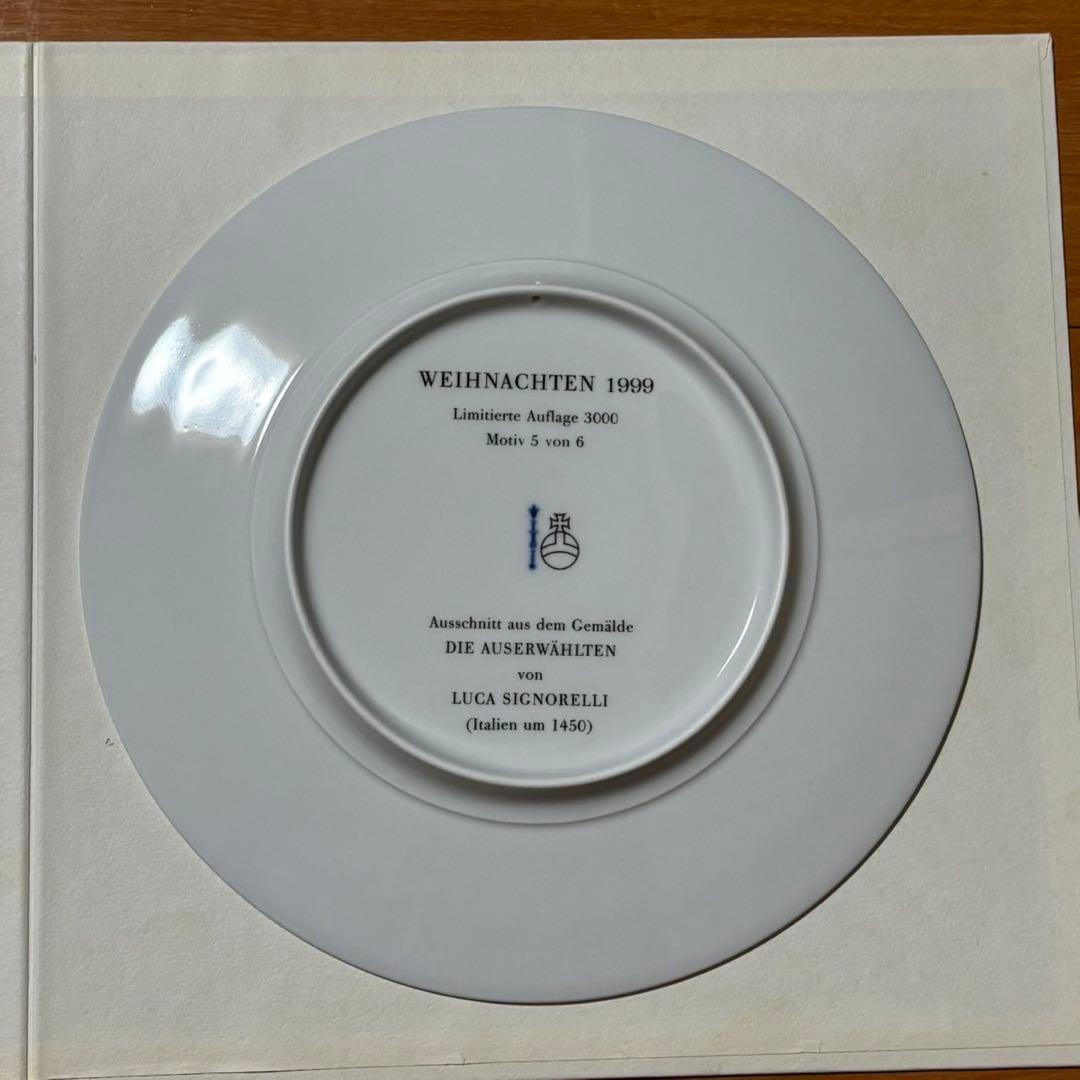 WEIHNACHTEN 1999
Limitierte Auflage 3000
Motiv 5 von 6
Ausschnitt aus dem Gemälde
DIE AUSERWÄHLTEN
von
LUCA SIGNORELLI
(Italien um 1450)